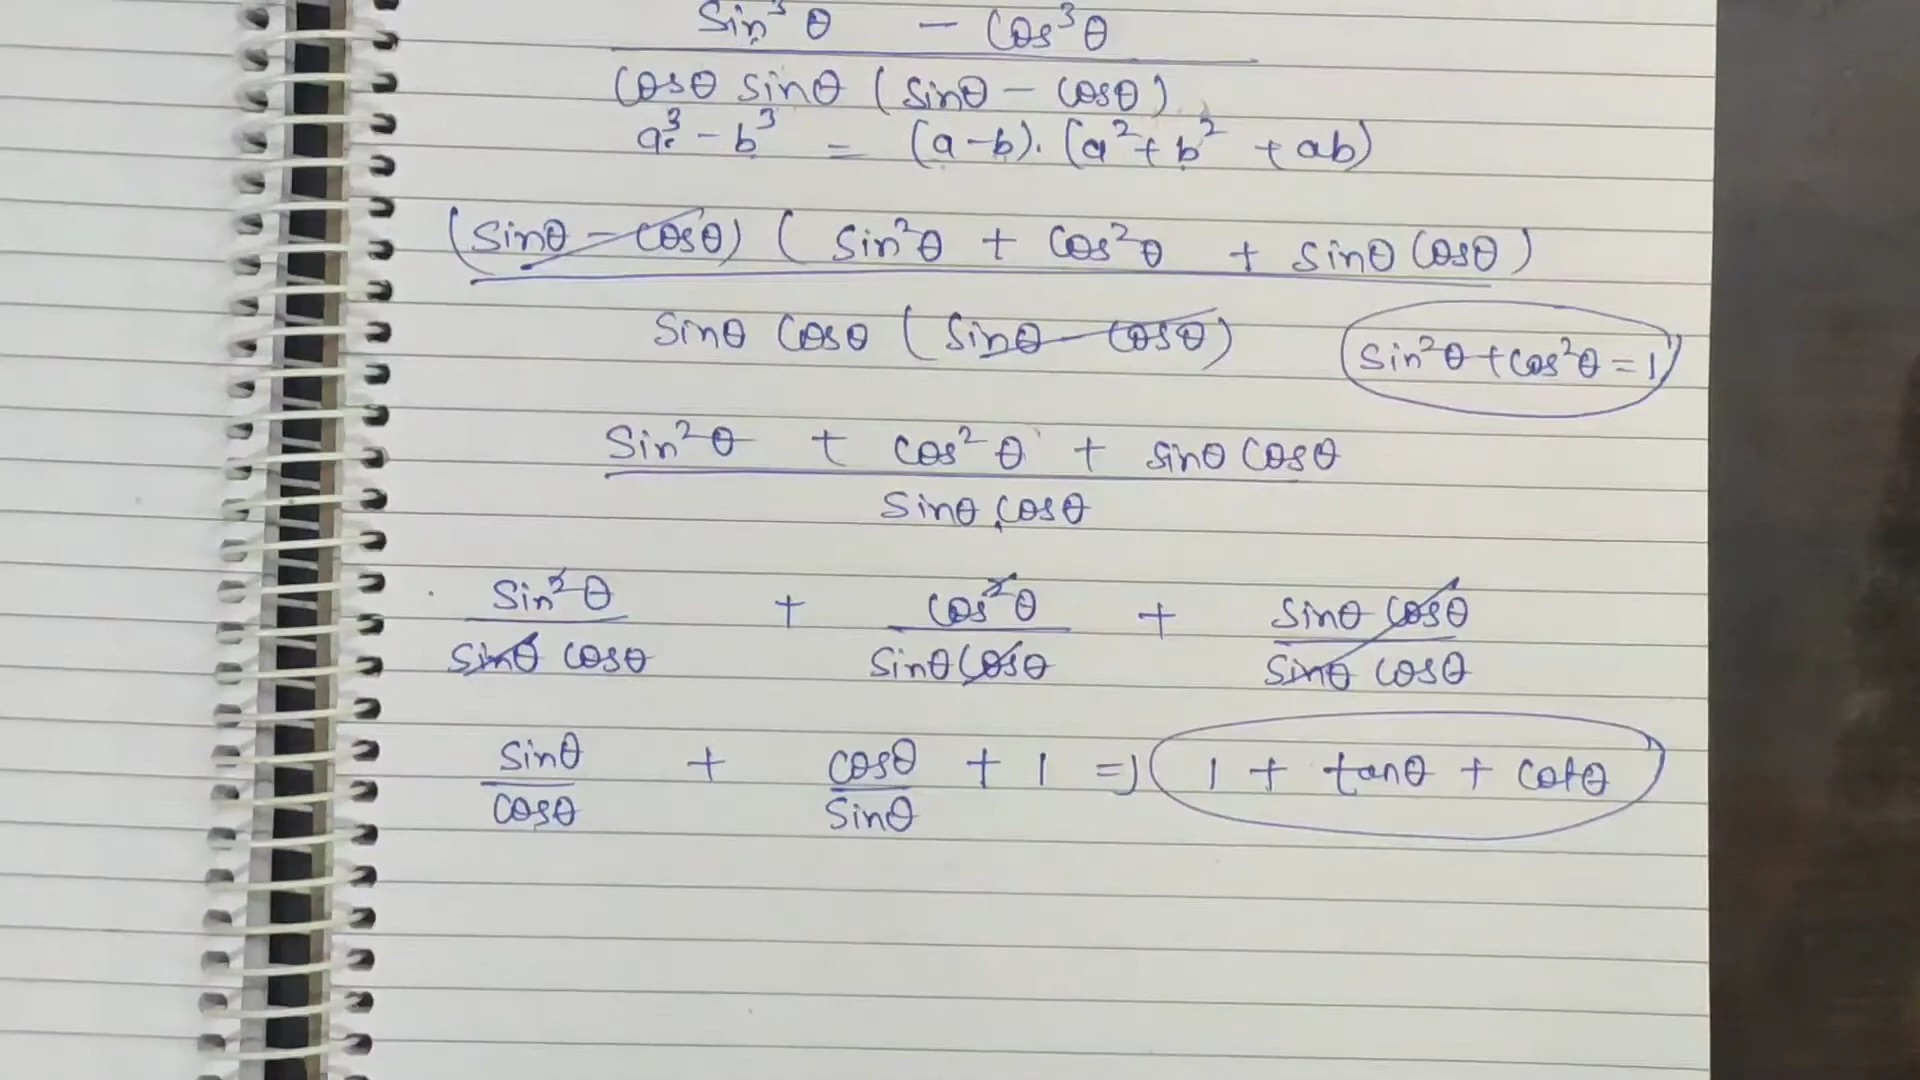 sin³θ - cos³θ
cosθ sinθ (sinθ - cosθ)
a³ - b³ = (a-b). (a² + b² + ab)
(sinθ - cosθ) ( sin²θ + cos²θ + sinθ cosθ )
sinθ cosθ ( sinθ - cosθ)
sin²θ + cos²θ = 1
sin²θ + cos²θ + sinθ cosθ
sinθ cosθ
sin²θ + cos²θ + sinθ cosθ
sinθ cosθ sinθ cosθ sinθ cosθ
sinθ + cosθ + 1 => 1 + tanθ + cotθ
cosθ sinθ